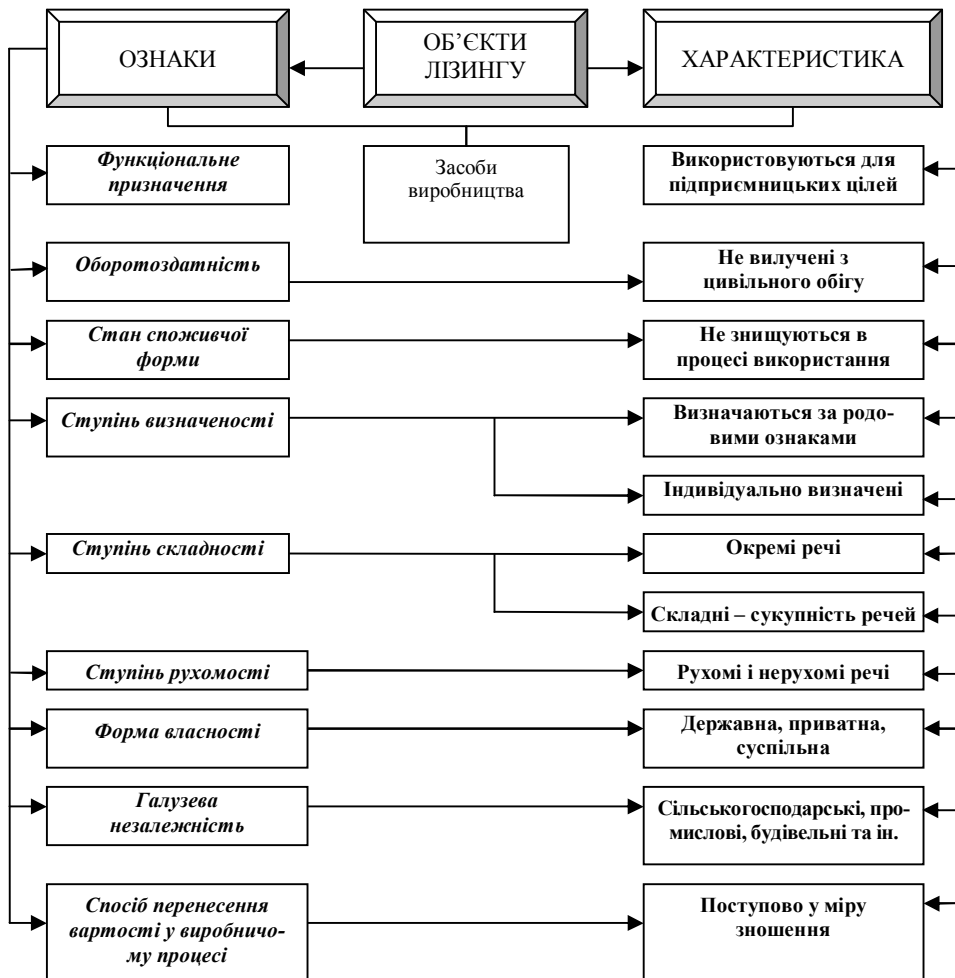 ОЗНАКИ
ОБ’ЄКТИ
ЛІЗИНГУ
ХАРАКТЕРИСТИКА
Функціональне
призначення
Засоби
виробництва
Використовуються для
підприємницьких цілей
Оборотоздатність
Не вилучені з
цивільного обігу
Стан споживчої
форми
Не знищуються в
процесі використання
Ступінь визначеності
Визначаються за родо-
вими ознаками
Індивідуально визначені
Ступінь складності
Окремі речі
Складні – сукупність речей
Ступінь рухомості
Рухомі і нерухомі речі
Форма власності
Державна, приватна,
суспільна
Галузева
незалежність
Сільськогосподарські, про-
мислові, будівельні та ін.
Спосіб перенесення
вартості у виробничо-
му процесі
Поступово у міру
зношення